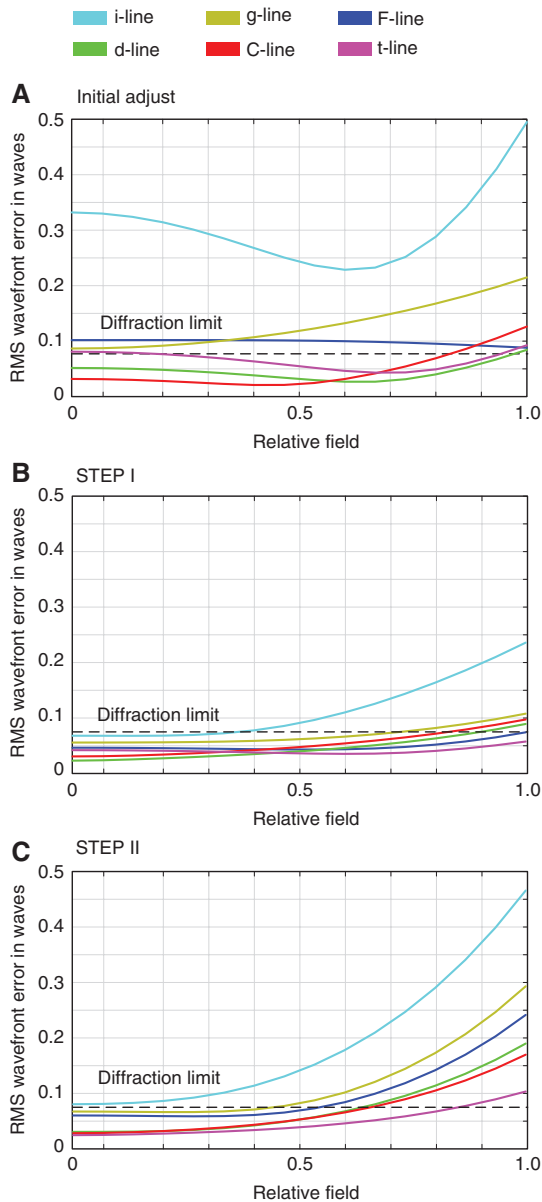 i-line g-line F-line
d-line C-line t-line
A Initial adjust
RMS wavefront error in waves
0.5
0.4
0.3
0.2
0.1
0
Diffraction limit
0 0.5 1.0
Relative field
B STEP I
RMS wavefront error in waves
0.5
0.4
0.3
0.2
0.1
0
Diffraction limit
0 0.5 1.0
Relative field
C STEP II
RMS wavefront error in waves
0.5
0.4
0.3
0.2
0.1
0
Diffraction limit
0 0.5 1.0
Relative field